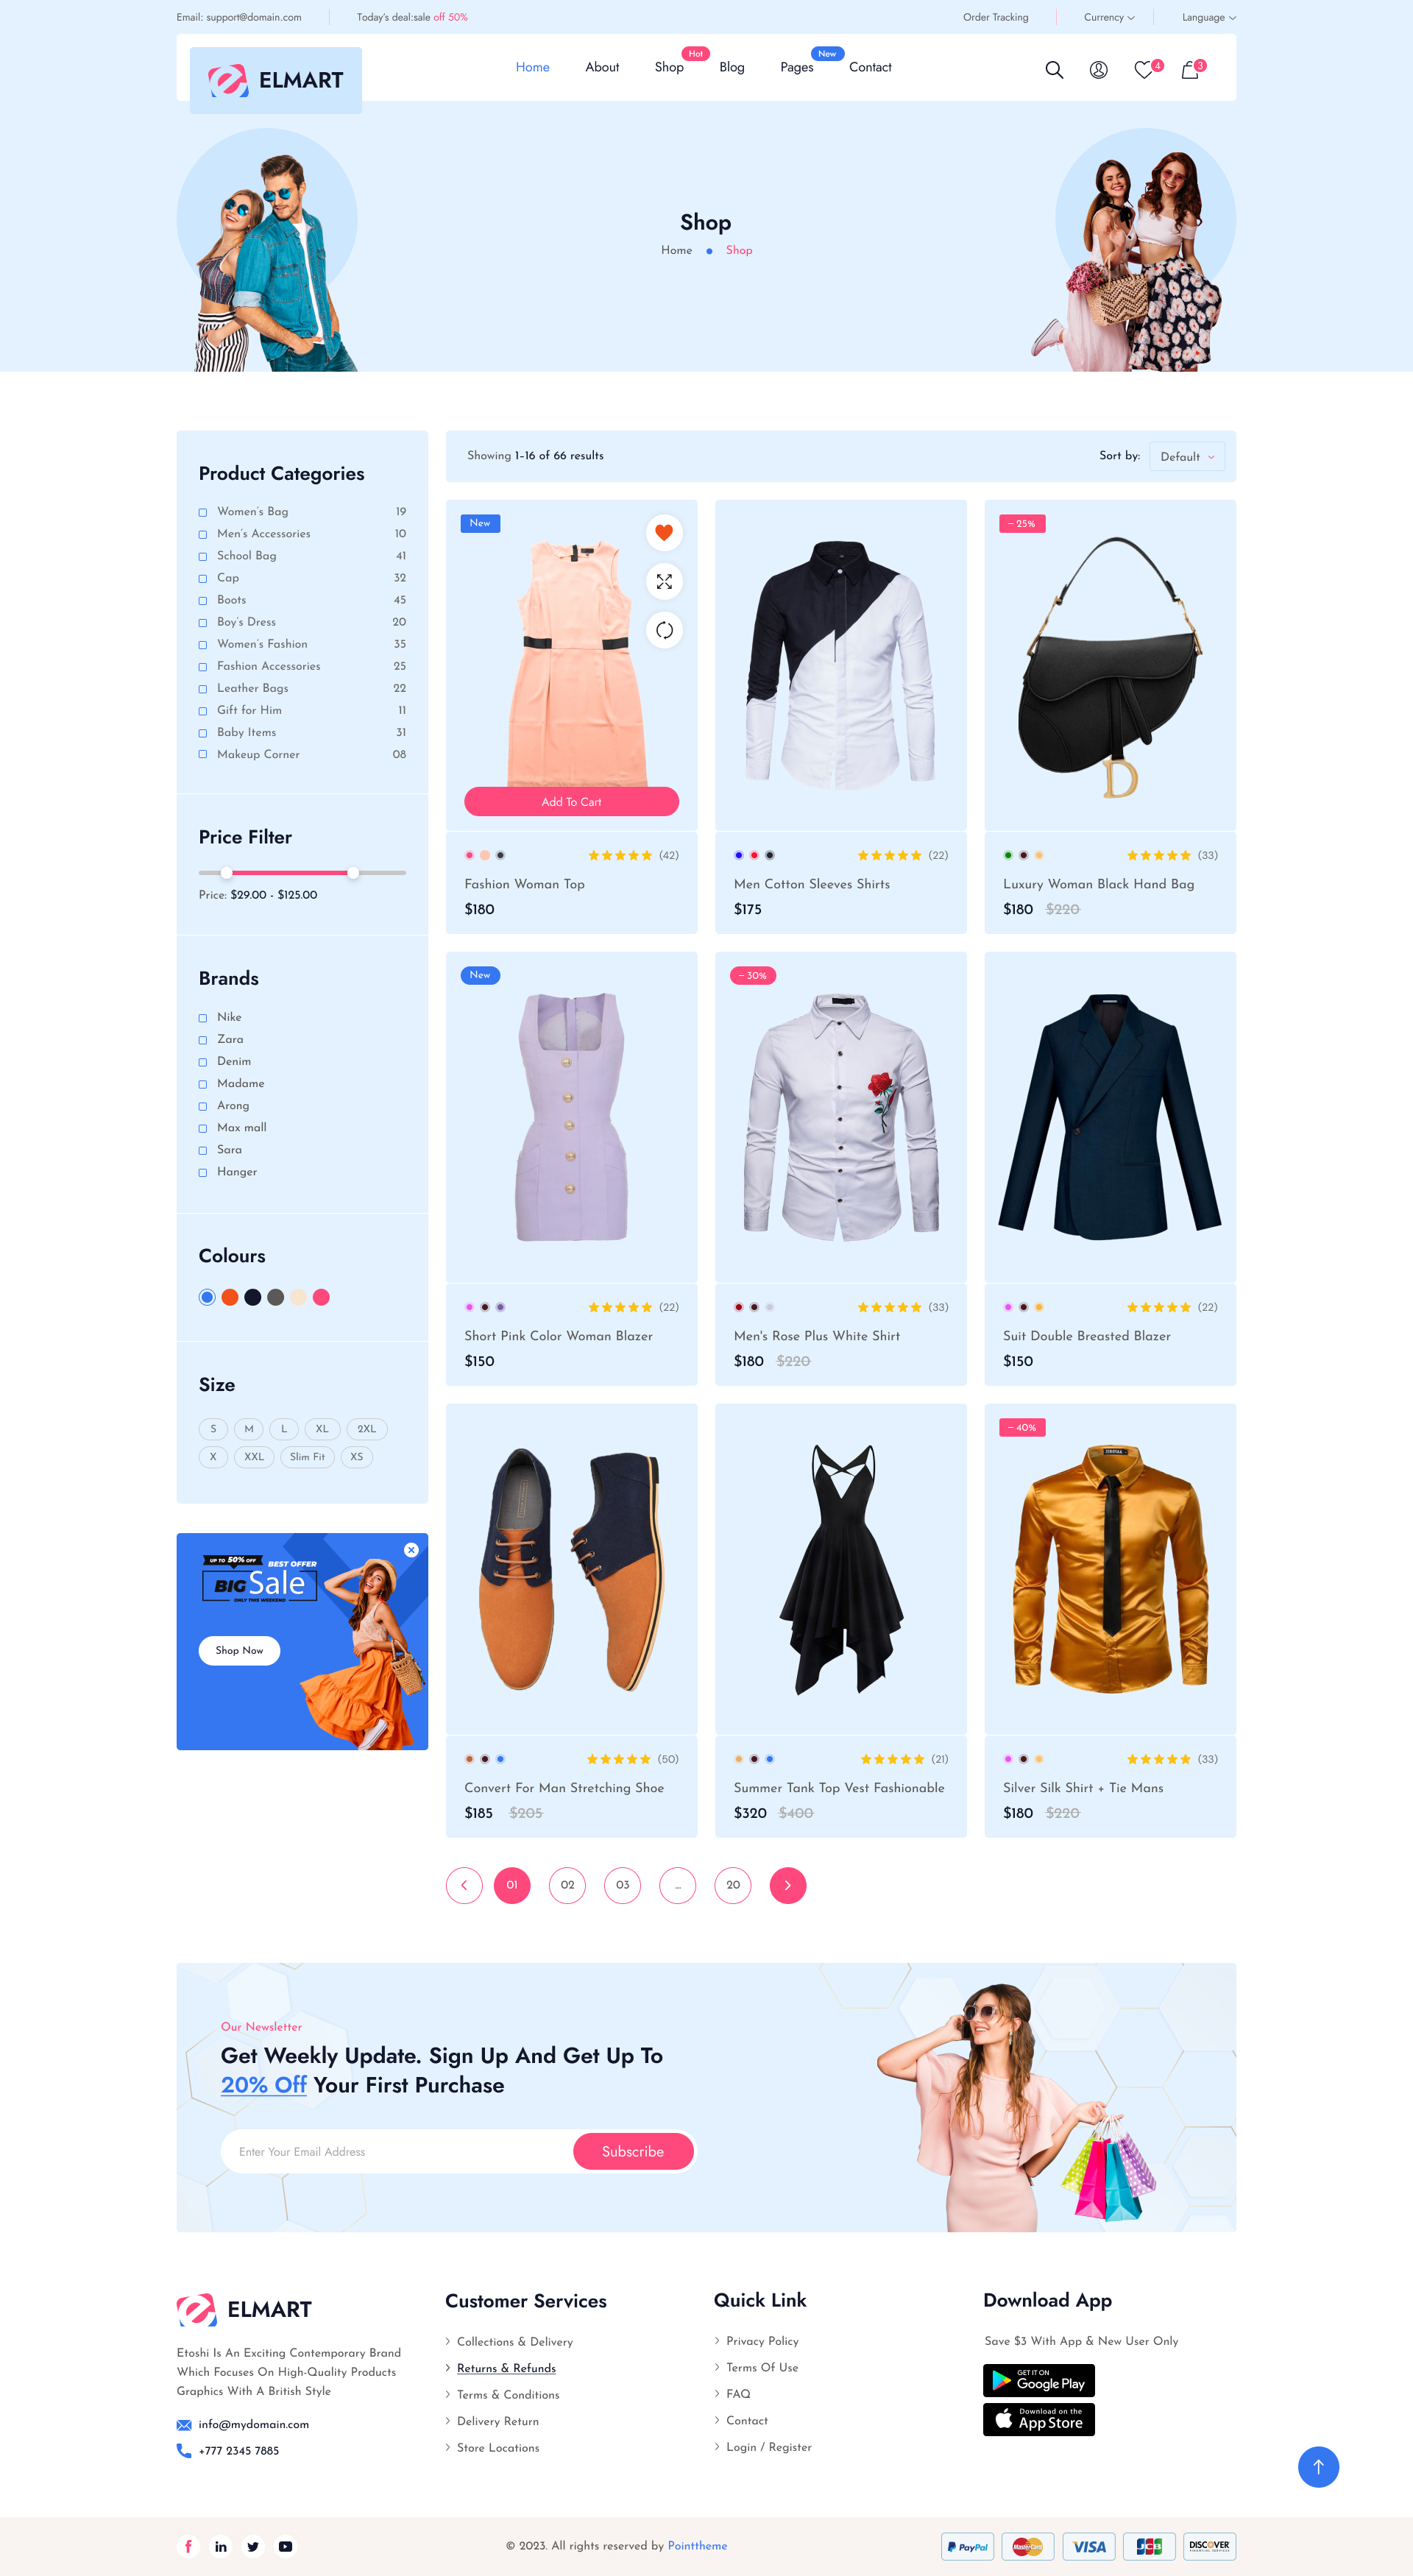 Email: support@domain.com
Today's deal:sale off 50%
Order Tracking
Currency
Language
ELMART
Home
About
Shop
Hot
Blog
Pages
New
Contact
4
3
Shop
Home
Shop
Product Categories
Women's Bag 19
Men's Accessories 10
School Bag 41
Cap 32
Boots 45
Boy's Dress 20
Women's Fashion 35
Fashion Accessories 25
Leather Bags 22
Gift for Him 11
Baby Items 31
Makeup Corner 08
Price Filter
Price: $29.00 - $125.00
Brands
Nike
Zara
Denim
Madame
Arong
Max mall
Sara
Hanger
Colours
Size
S M L XL 2XL
X XXL Slim Fit XS
UP TO 50% OFF BEST OFFER
BIG Sale
ONLY THIS WEEKEND
Shop Now
Showing 1-16 of 66 results
Sort by: Default
New
Add To Cart
(42)
Fashion Woman Top
$180
(22)
Men Cotton Sleeves Shirts
$175
– 25%
(33)
Luxury Woman Black Hand Bag
$180 $220
New
(22)
Short Pink Color Woman Blazer
$150
– 30%
(33)
Men's Rose Plus White Shirt
$180 $220
(22)
Suit Double Breasted Blazer
$150
(50)
Convert For Man Stretching Shoe
$185 $205
(21)
Summer Tank Top Vest Fashionable
$320 $400
– 40%
(33)
Silver Silk Shirt + Tie Mans
$180 $220
01 02 03 ... 20
Our Newsletter
Get Weekly Update. Sign Up And Get Up To
20% Off Your First Purchase
Enter Your Email Address
Subscribe
ELMART
Etoshi Is An Exciting Contemporary Brand
Which Focuses On High-Quality Products
Graphics With A British Style
info@mydomain.com
+777 2345 7885
Customer Services
Collections & Delivery
Returns & Refunds
Terms & Conditions
Delivery Return
Store Locations
Quick Link
Privacy Policy
Terms Of Use
FAQ
Contact
Login / Register
Download App
Save $3 With App & New User Only
GET IT ON
Google Play
Download on the
App Store
© 2023. All rights reserved by Pointtheme
PayPal
MasterCard
VISA
JCB
DISCOVER
FINANCIAL SERVICES